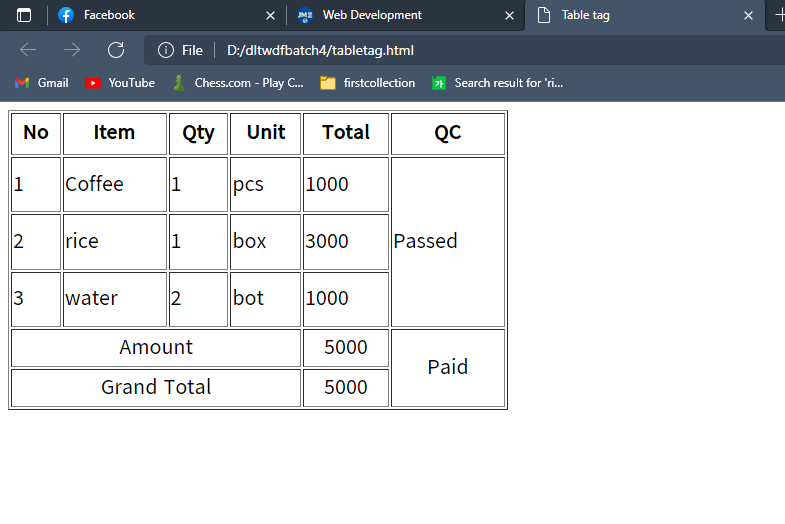 Facebook
Web Development
Table tag
File
D:/dltwdfbatch4/tabletag.html
Gmail
YouTube
Chess.com - Play C...
firstcollection
Search result for 'ri...
No Item Qty Unit Total QC
1 Coffee 1 pcs 1000
2 rice 1 box 3000
Passed
3 water 2 bot 1000
Amount 5000
Paid
Grand Total 5000